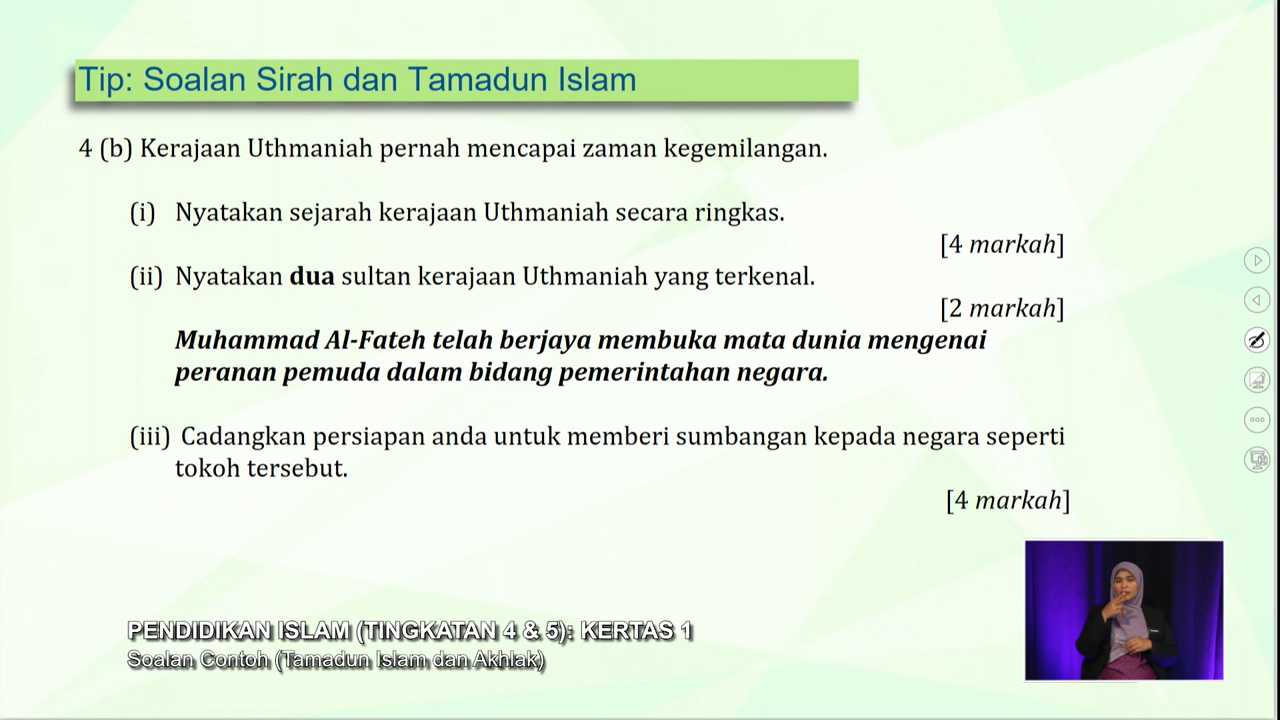 Tip: Soalan Sirah dan Tamadun Islam
4 (b) Kerajaan Uthmaniah pernah mencapai zaman kegemilangan.
(i) Nyatakan sejarah kerajaan Uthmaniah secara ringkas.
[4 markah]
(ii) Nyatakan dua sultan kerajaan Uthmaniah yang terkenal.
[2 markah]
Muhammad Al-Fateh telah berjaya membuka mata dunia mengenai
peranan pemuda dalam bidang pemerintahan negara.
(iii) Cadangkan persiapan anda untuk memberi sumbangan kepada negara seperti
tokoh tersebut.
[4 markah]
PENDIDIKAN ISLAM (TINGKATAN 4 & 5): KERTAS 1
Soalan Contoh (Tamadun Islam dan Akhlak)